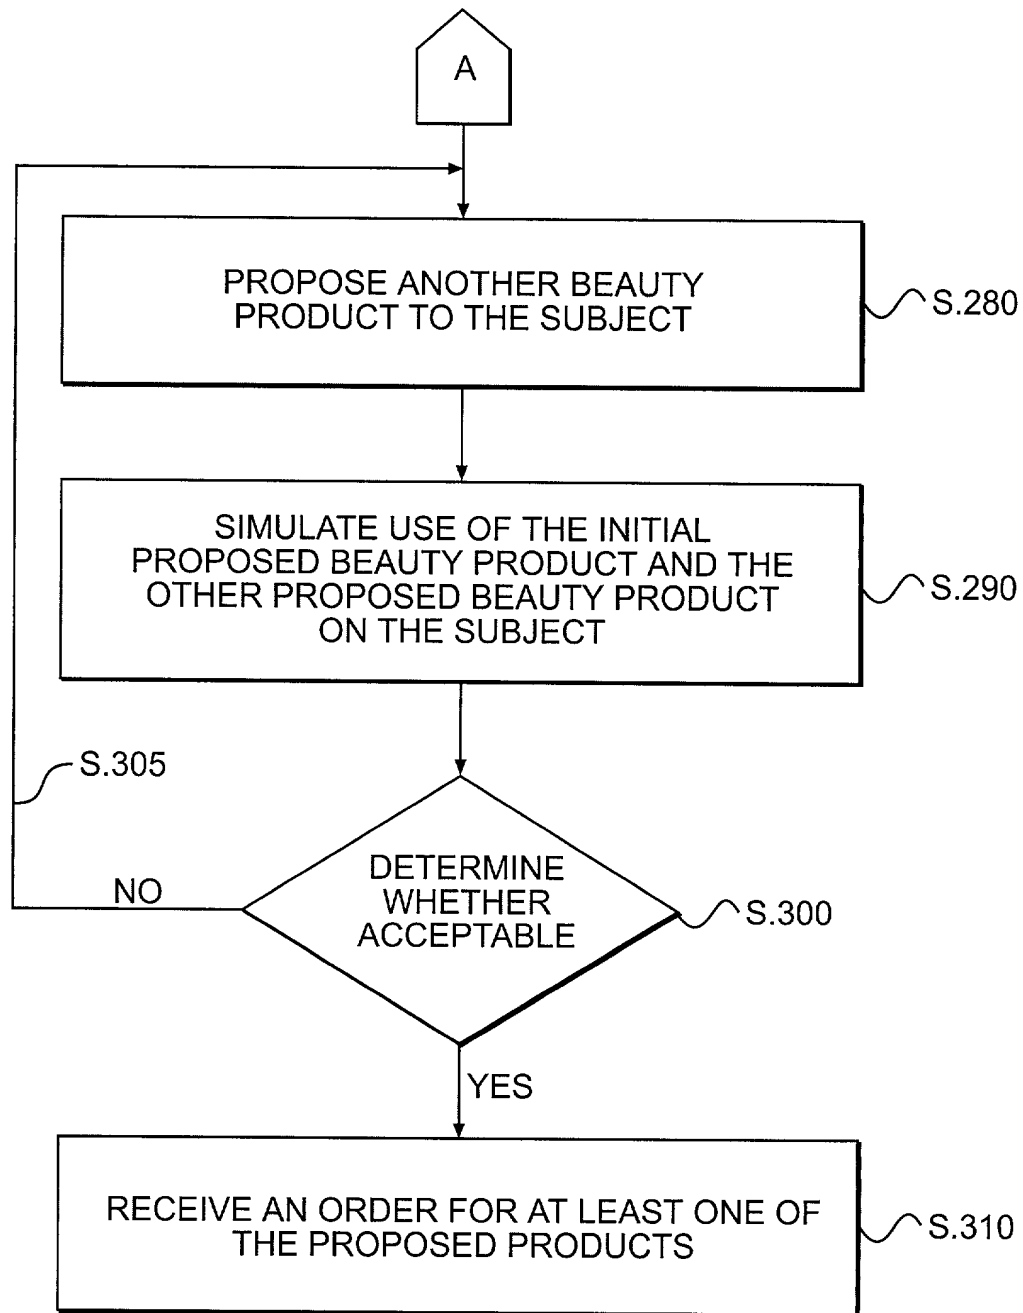 A
PROPOSE ANOTHER BEAUTY
PRODUCT TO THE SUBJECT
S.280
SIMULATE USE OF THE INITIAL
PROPOSED BEAUTY PRODUCT AND THE
OTHER PROPOSED BEAUTY PRODUCT
ON THE SUBJECT
S.290
S.305
DETERMINE
WHETHER
ACCEPTABLE
NO
S.300
YES
RECEIVE AN ORDER FOR AT LEAST ONE OF
THE PROPOSED PRODUCTS
S.310